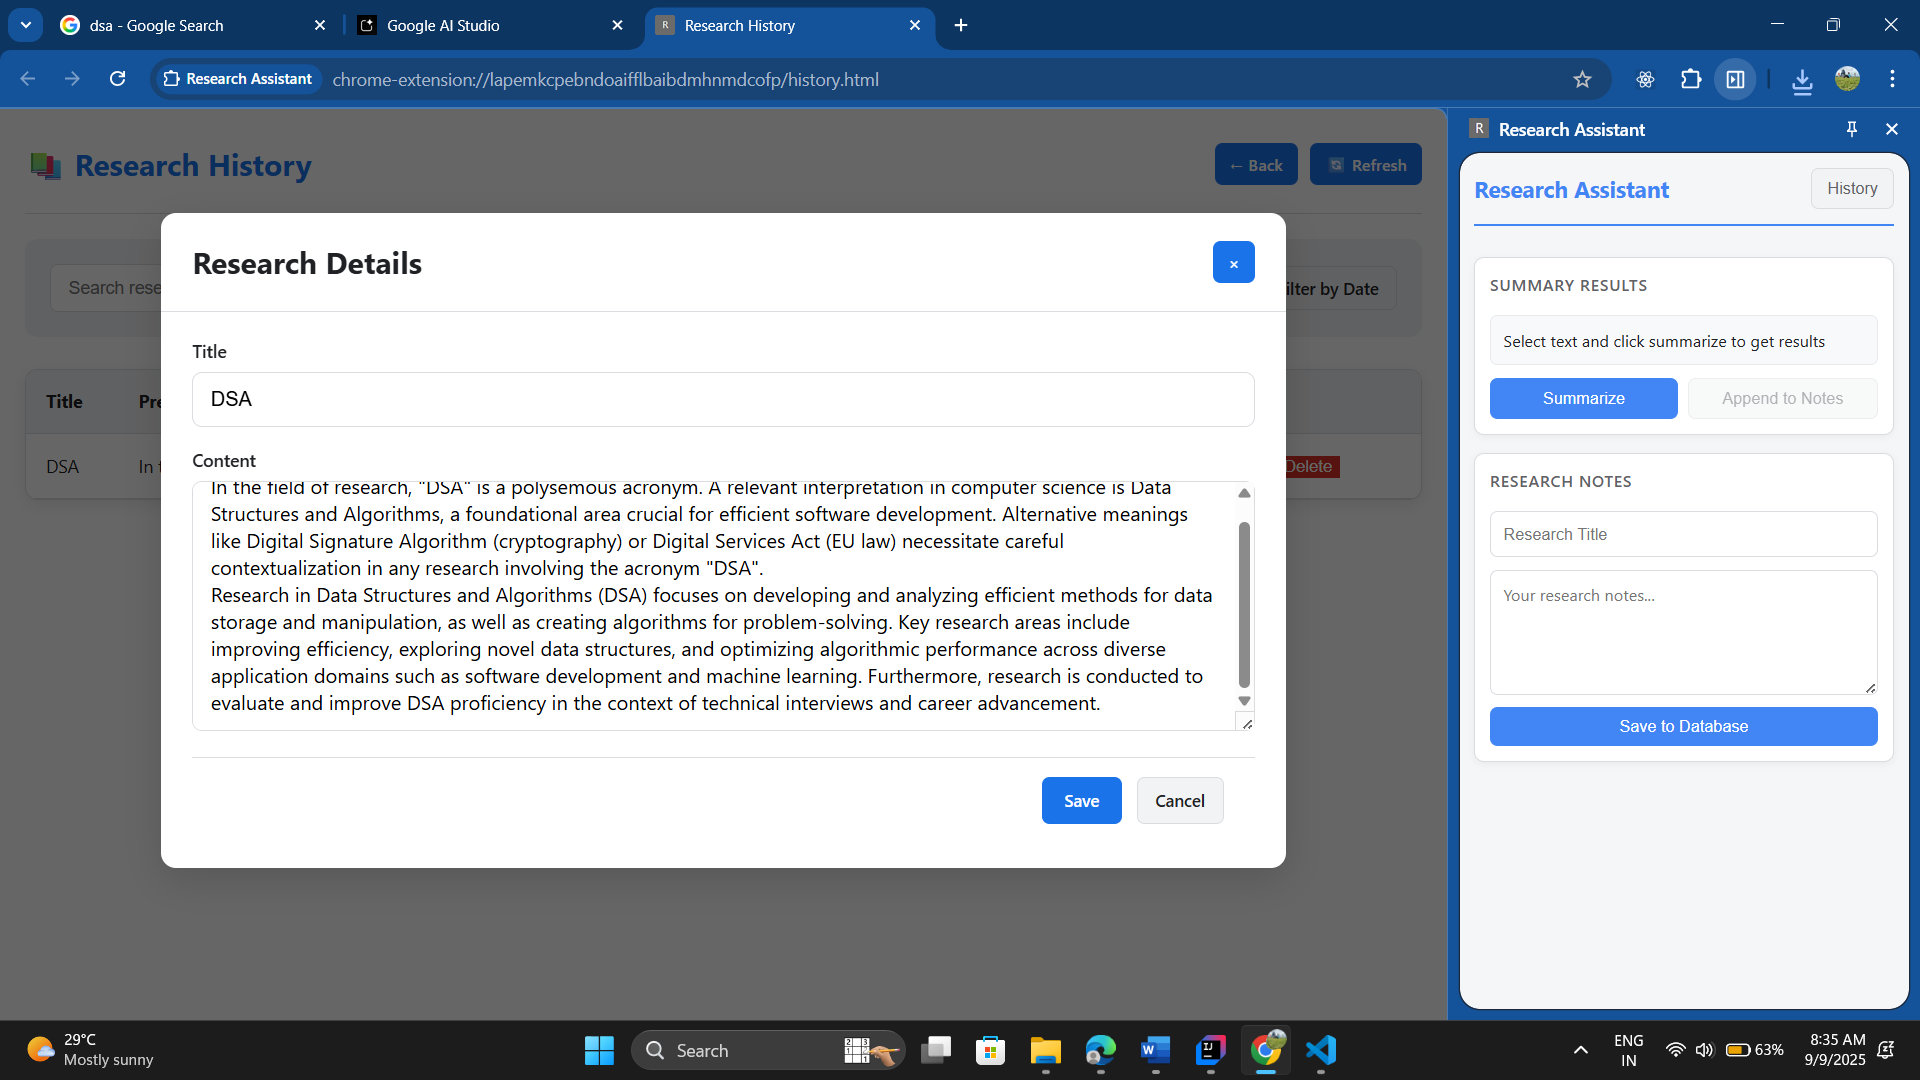 dsa - Google Search
Google AI Studio
R Research History
Research Assistant
chrome-extension://lapemkcpebndoaifflbaibdmhnmdcofp/history.html
Research History
← Back
Refresh
Search rese
ilter by Date
Title
Pre
DSA
In t
Delete
Research Details
×
Title
DSA
Content
In the field of research, "DSA" is a polysemous acronym. A relevant interpretation in computer science is Data
Structures and Algorithms, a foundational area crucial for efficient software development. Alternative meanings
like Digital Signature Algorithm (cryptography) or Digital Services Act (EU law) necessitate careful
contextualization in any research involving the acronym "DSA".
Research in Data Structures and Algorithms (DSA) focuses on developing and analyzing efficient methods for data
storage and manipulation, as well as creating algorithms for problem-solving. Key research areas include
improving efficiency, exploring novel data structures, and optimizing algorithmic performance across diverse
application domains such as software development and machine learning. Furthermore, research is conducted to
evaluate and improve DSA proficiency in the context of technical interviews and career advancement.
Save
Cancel
R Research Assistant
Research Assistant
History
SUMMARY RESULTS
Select text and click summarize to get results
Summarize
Append to Notes
RESEARCH NOTES
Research Title
Your research notes...
Save to Database
29°C
Mostly sunny
Search
ENG
IN
63%
8:35 AM
9/9/2025